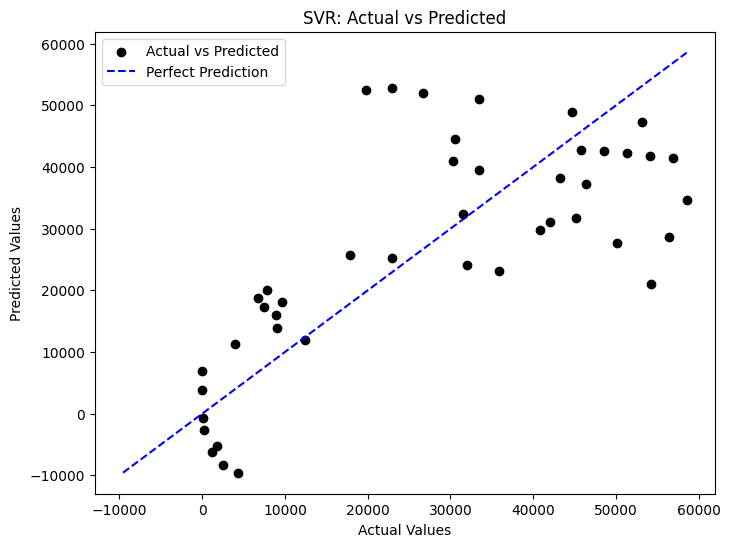 SVR: Actual vs Predicted
Actual vs Predicted
Perfect Prediction
60000
50000
40000
30000
20000
10000
0
−10000
Predicted Values
−10000 0 10000 20000 30000 40000 50000 60000
Actual Values